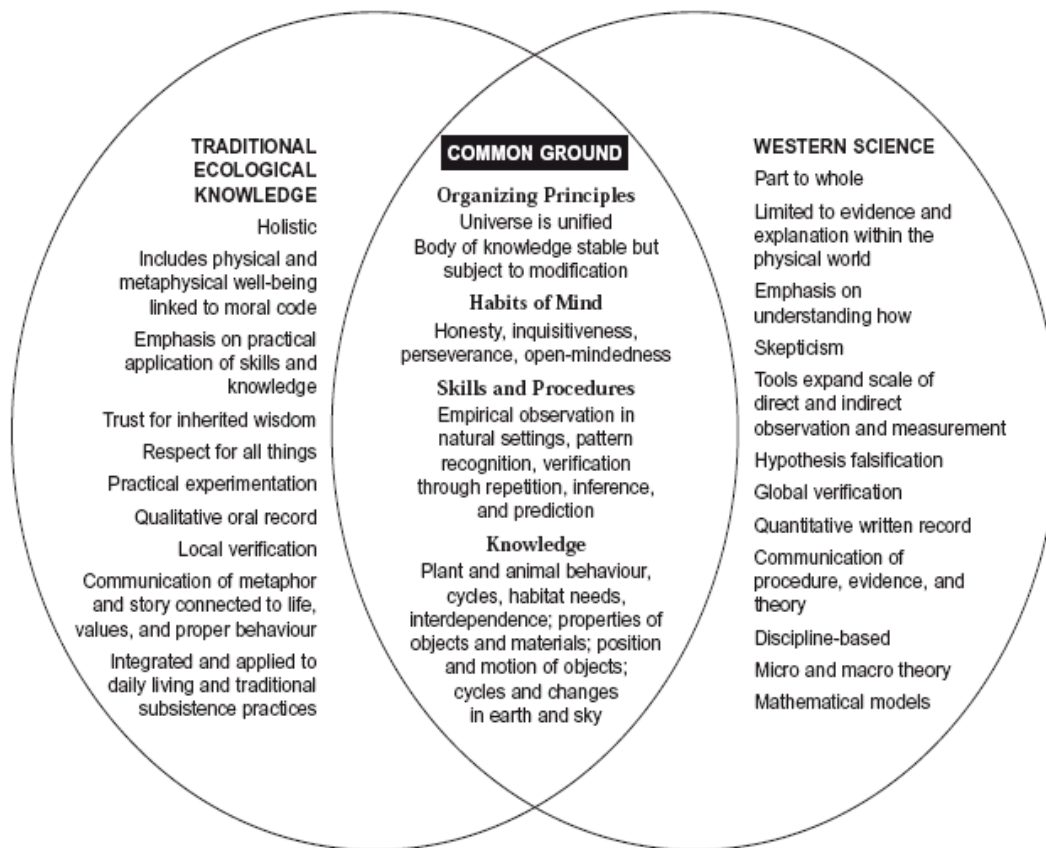 TRADITIONAL
ECOLOGICAL
KNOWLEDGE
Holistic
Includes physical and
metaphysical well-being
linked to moral code
Emphasis on practical
application of skills and
knowledge
Trust for inherited wisdom
Respect for all things
Practical experimentation
Qualitative oral record
Local verification
Communication of metaphor
and story connected to life,
values, and proper behaviour
Integrated and applied to
daily living and traditional
subsistence practices
COMMON GROUND
Organizing Principles
Universe is unified
Body of knowledge stable but
subject to modification
Habits of Mind
Honesty, inquisitiveness,
perseverance, open-mindedness
Skills and Procedures
Empirical observation in
natural settings, pattern
recognition, verification
through repetition, inference,
and prediction
Knowledge
Plant and animal behaviour,
cycles, habitat needs,
interdependence; properties of
objects and materials; position
and motion of objects;
cycles and changes
in earth and sky
WESTERN SCIENCE
Part to whole
Limited to evidence and
explanation within the
physical world
Emphasis on
understanding how
Skepticism
Tools expand scale of
direct and indirect
observation and measurement
Hypothesis falsification
Global verification
Quantitative written record
Communication of
procedure, evidence, and
theory
Discipline-based
Micro and macro theory
Mathematical models